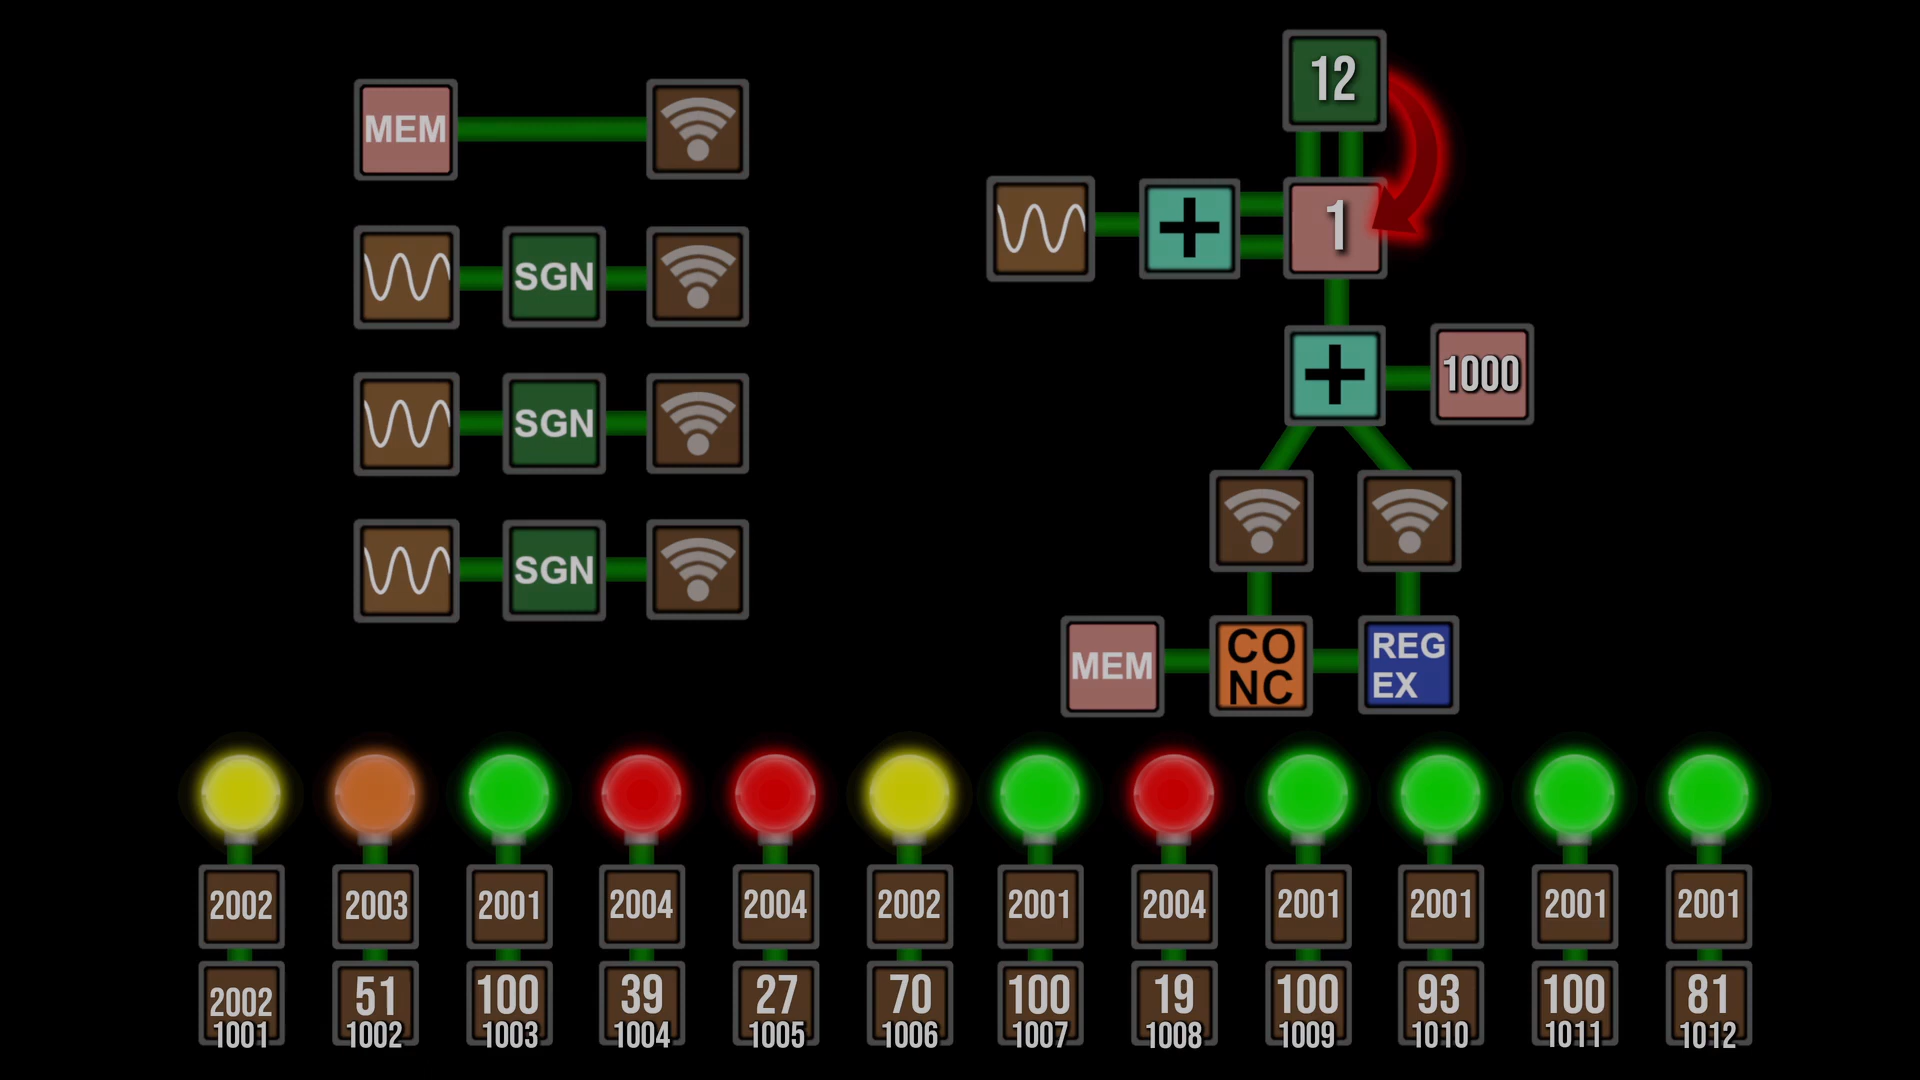 12
MEM
1
SGN
1000
SGN
SGN
MEM
CO
NC
REG
EX
2002 2003 2001 2004 2004 2002 2001 2004 2001 2001 2001 2001
2002 51 100 39 27 70 100 19 100 93 100 81
1001 1002 1003 1004 1005 1006 1007 1008 1009 1010 1011 1012